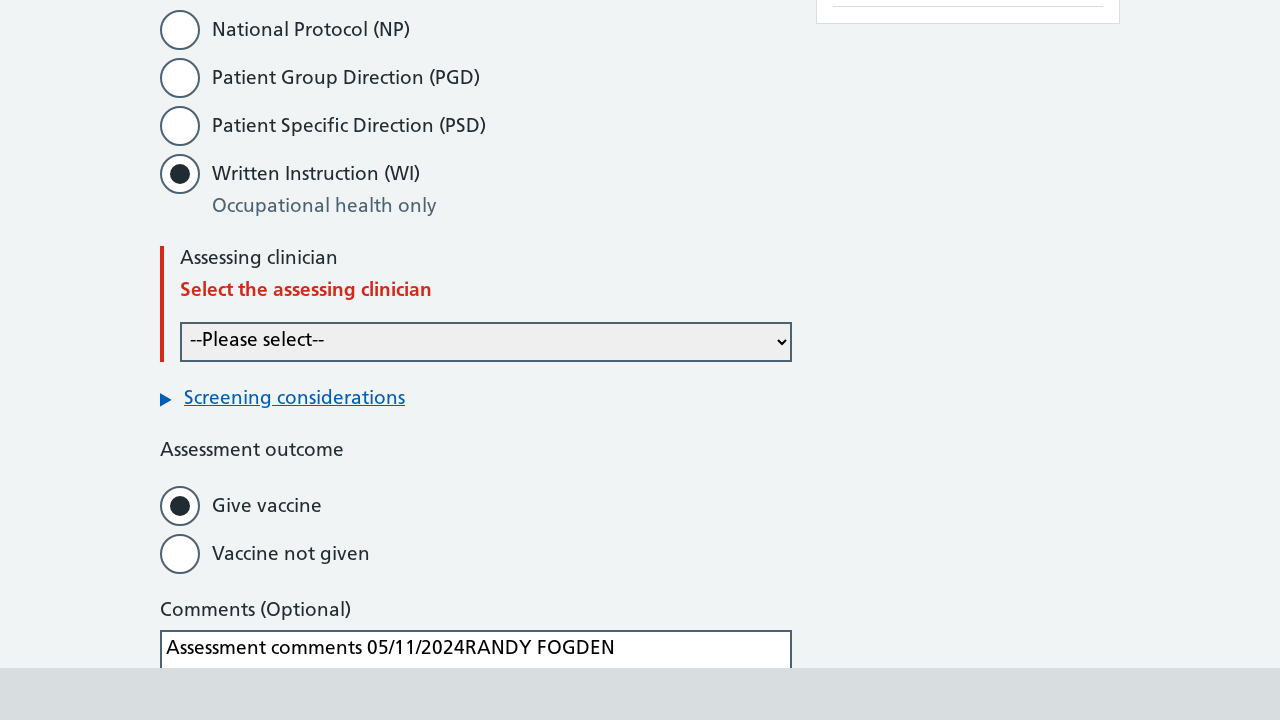 National Protocol (NP)
Patient Group Direction (PGD)
Patient Specific Direction (PSD)
Written Instruction (WI)
Occupational health only
Assessing clinician
Select the assessing clinician
--Please select--
Screening considerations
Assessment outcome
Give vaccine
Vaccine not given
Comments (Optional)
Assessment comments 05/11/2024RANDY FOGDEN